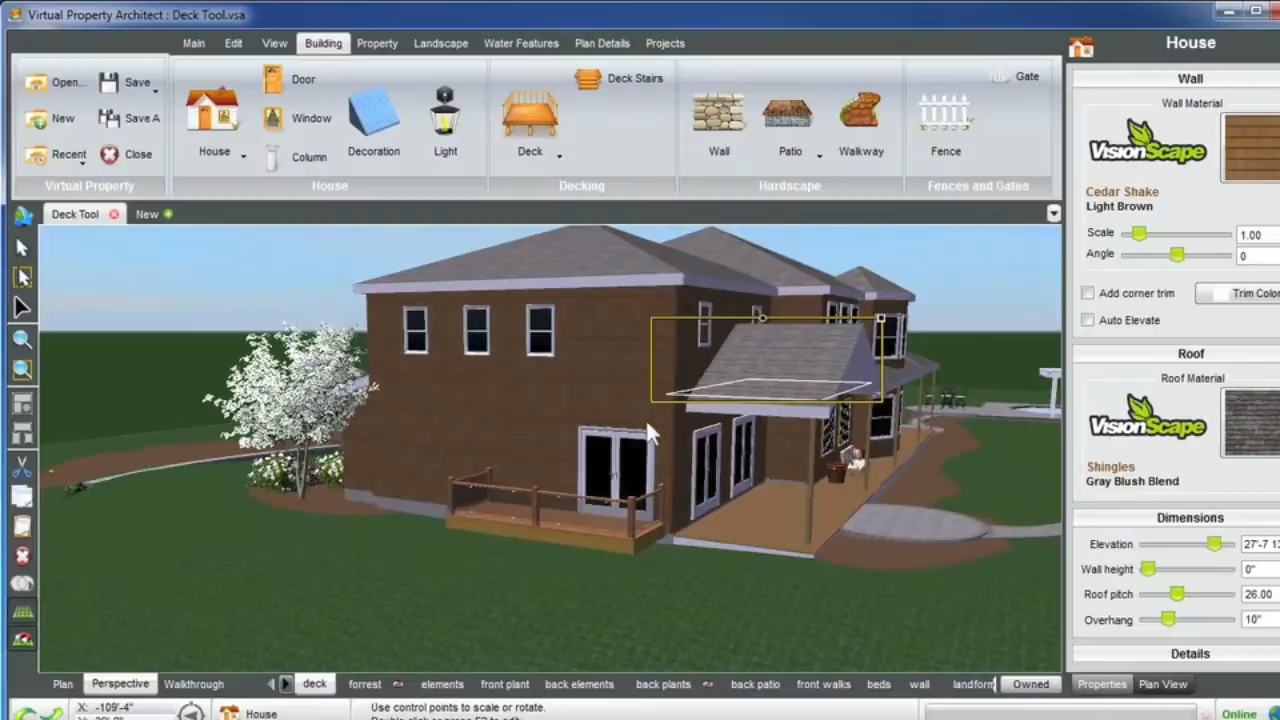 Virtual Property Architect : Deck Tool.vsa
Main Edit View Building Property Landscape Water Features Plan Details Projects
House
Open... Save
New Save A
Recent Close
Virtual Property
House
Door
Window
Column
Decoration
Light
House
Deck
Deck Stairs
Decking
Wall
Patio
Walkway
Hardscape
Gate
Fence
Fences and Gates
Deck Tool New
Wall
Wall Material
VisionScape
Cedar Shake
Light Brown
Scale 1.00
Angle 0
Add corner trim Trim Color
Auto Elevate
Roof
Roof Material
VisionScape
Shingles
Gray Blush Blend
Dimensions
Elevation 27'-7 13
Wall height 0"
Roof pitch 26.00
Overhang 10"
Details
Plan Perspective Walkthrough deck forrest elements front plant back elements back plants back patio front walks beds wall landform Owned
Properties Plan View
X: -109'-4"
House
Use control points to scale or rotate.
Online